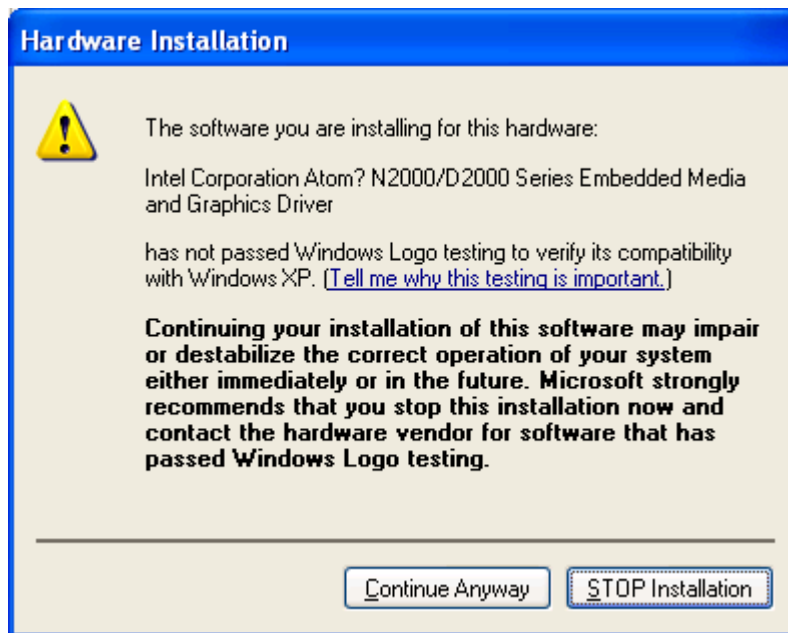 Hardware Installation
The software you are installing for this hardware:
Intel Corporation Atom? N2000/D2000 Series Embedded Media
and Graphics Driver
has not passed Windows Logo testing to verify its compatibility
with Windows XP. (Tell me why this testing is important.)
Continuing your installation of this software may impair
or destabilize the correct operation of your system
either immediately or in the future. Microsoft strongly
recommends that you stop this installation now and
contact the hardware vendor for software that has
passed Windows Logo testing.
Continue Anyway
STOP Installation